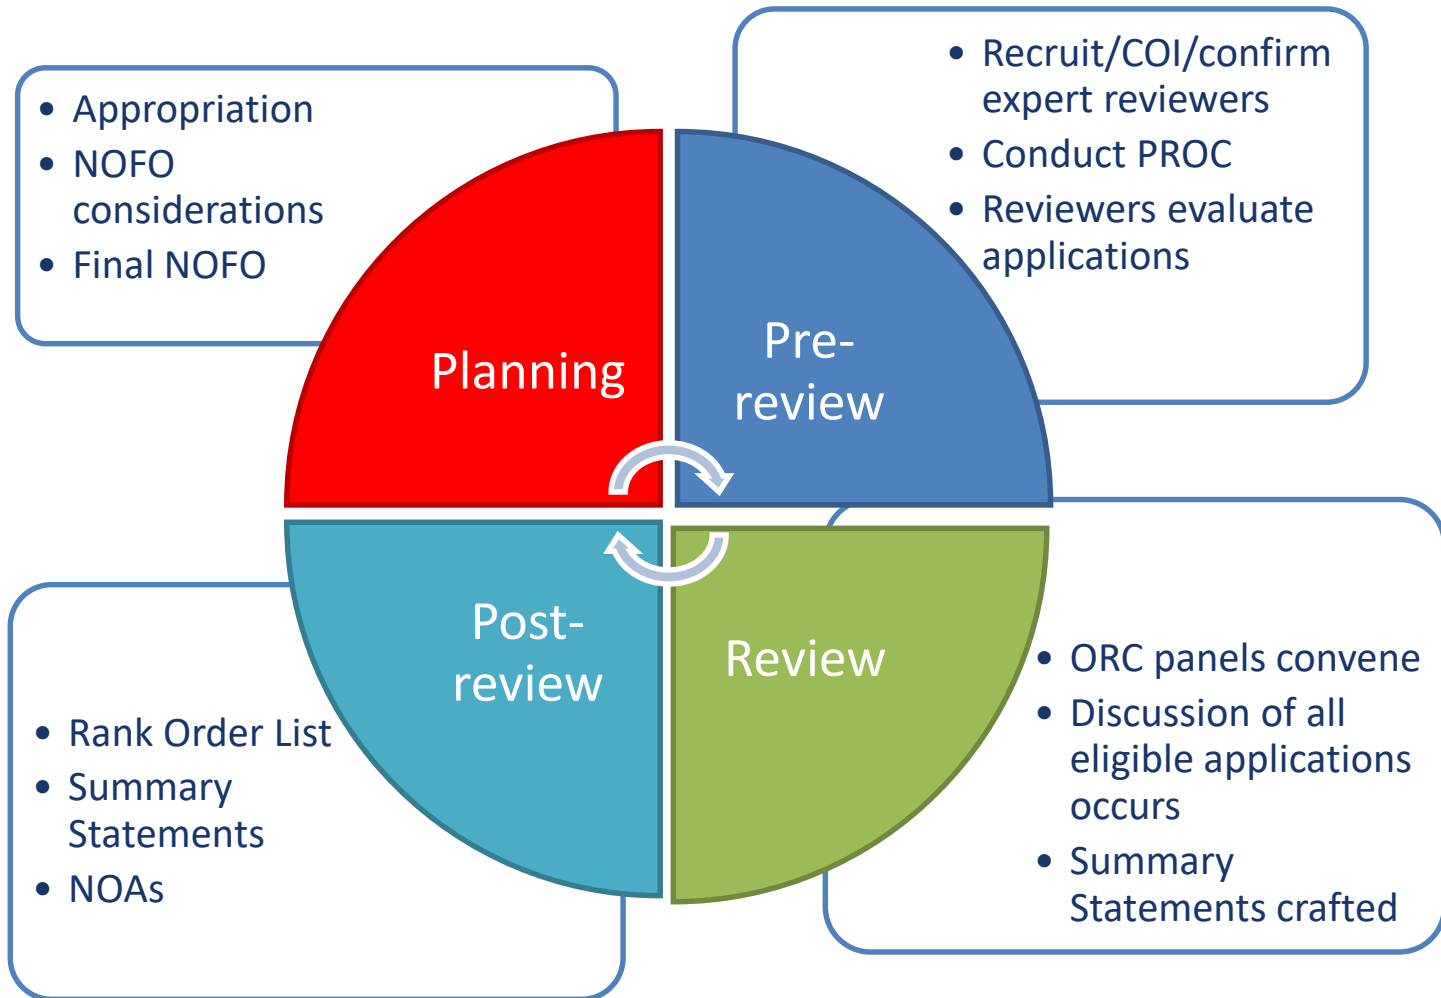 • Appropriation
• NOFO
considerations
• Final NOFO
Planning
• Recruit/COI/confirm
expert reviewers
• Conduct PROC
• Reviewers evaluate
applications
Pre-
review
Review
• ORC panels convene
• Discussion of all
eligible applications
occurs
• Summary
Statements crafted
Post-
review
• Rank Order List
• Summary
Statements
• NOAs